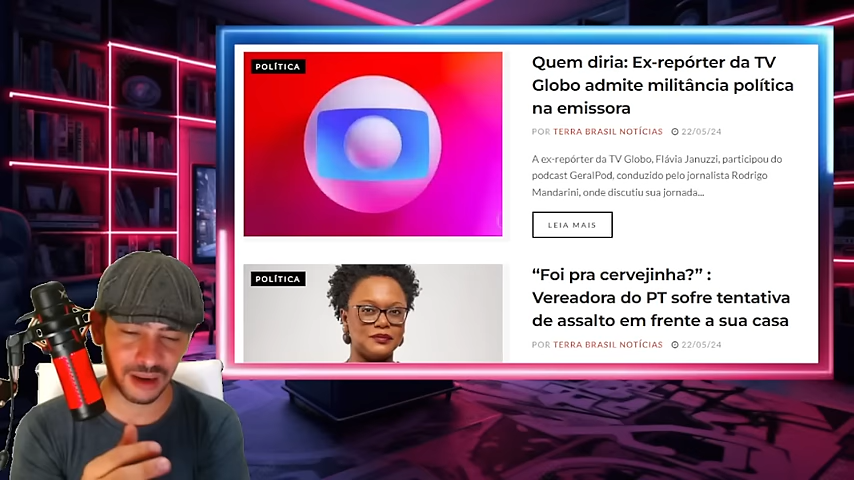 POLÍTICA
Quem diria: Ex-repórter da TV
Globo admite militância política
na emissora
POR TERRA BRASIL NOTÍCIAS 22/05/24
A ex-repórter da TV Globo, Flávia Januzzi, participou do
podcast GeralPod, conduzido pelo jornalista Rodrigo
Mandarini, onde discutiu sua jornada...
LEIA MAIS
POLÍTICA
“Foi pra cervejinha?” :
Vereadora do PT sofre tentativa
de assalto em frente a sua casa
POR TERRA BRASIL NOTÍCIAS 22/05/24